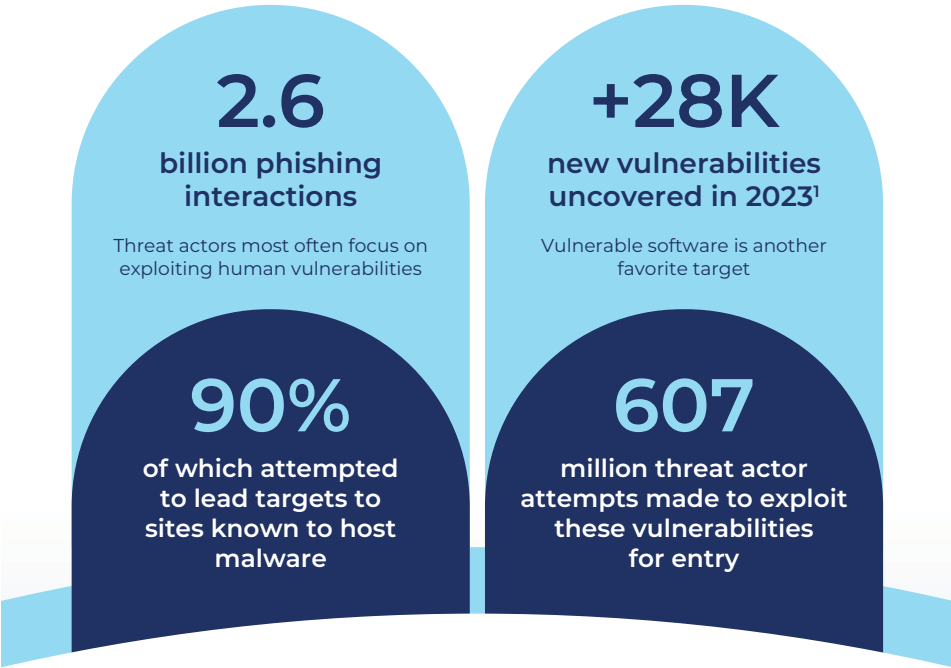 2.6
billion phishing
interactions
Threat actors most often focus on
exploiting human vulnerabilities
90%
of which attempted
to lead targets to
sites known to host
malware
+28K
new vulnerabilities
uncovered in 2023¹
Vulnerable software is another
favorite target
607
million threat actor
attempts made to exploit
these vulnerabilities
for entry